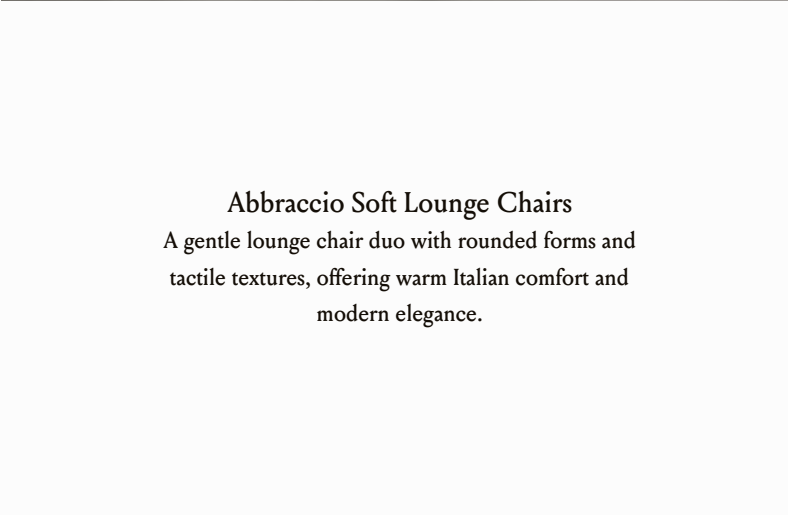 Abbraccio Soft Lounge Chairs
A gentle lounge chair duo with rounded forms and
tactile textures, offering warm Italian comfort and
modern elegance.